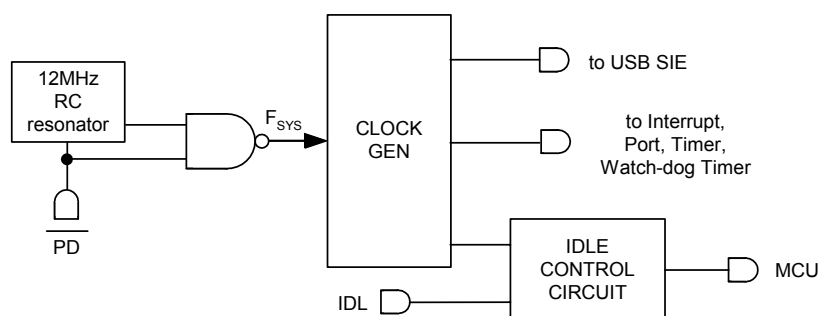 12MHz
RC
resonator
PD
F_SYS
CLOCK
GEN
to USB SIE
to Interrupt,
Port, Timer,
Watch-dog Timer
IDL
IDLE
CONTROL
CIRCUIT
MCU